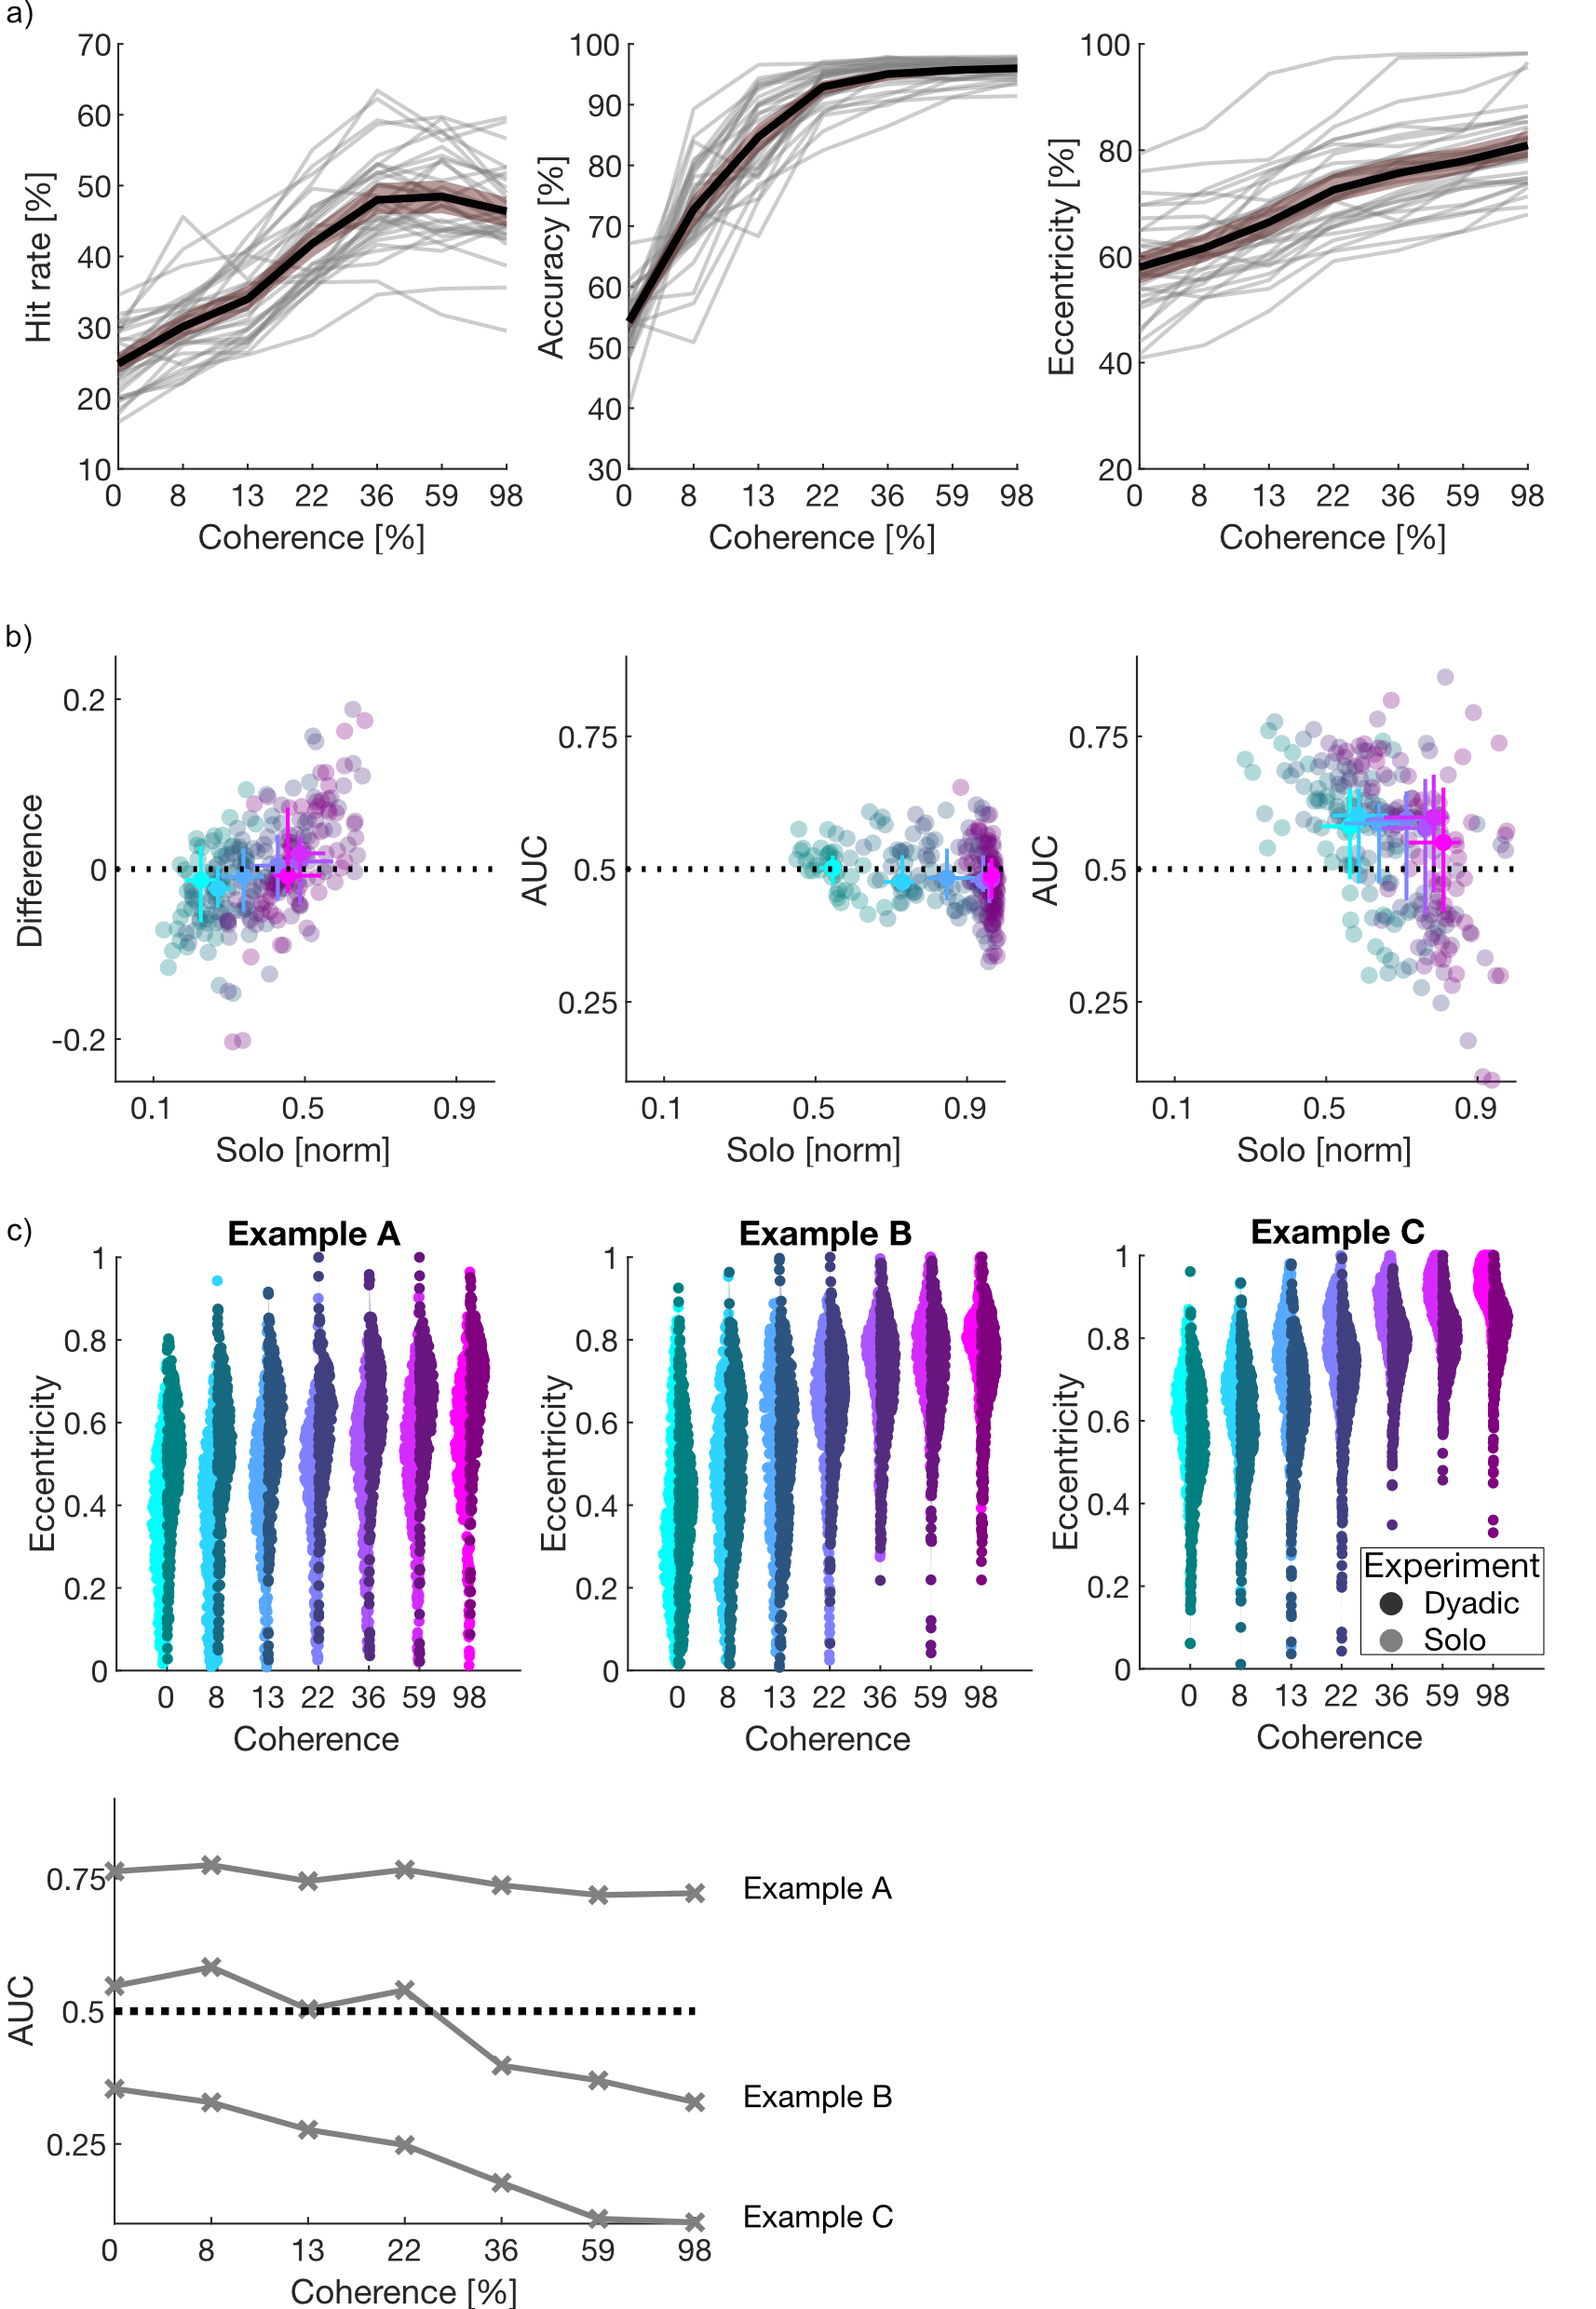 a)
70
60
50
40
30
20
10
Hit rate [%]
0 8 13 22 36 59 98
Coherence [%]
100
90
80
70
60
50
40
30
Accuracy [%]
0 8 13 22 36 59 98
Coherence [%]
100
80
60
40
20
Eccentricity [%]
0 8 13 22 36 59 98
Coherence [%]
b)
0.2
0
-0.2
Difference
0.1 0.5 0.9
Solo [norm]
0.75
0.5
0.25
AUC
0.1 0.5 0.9
Solo [norm]
0.75
0.5
0.25
AUC
0.1 0.5 0.9
Solo [norm]
c)
Example A
1
0.8
0.6
0.4
0.2
0
Eccentricity
0 8 13 22 36 59 98
Coherence
Example B
1
0.8
0.6
0.4
0.2
0
Eccentricity
0 8 13 22 36 59 98
Coherence
Example C
1
0.8
0.6
0.4
0.2
0
Eccentricity
0 8 13 22 36 59 98
Coherence
Experiment
Dyadic
Solo
0.75
0.5
0.25
AUC
Example A
Example B
Example C
0 8 13 22 36 59 98
Coherence [%]